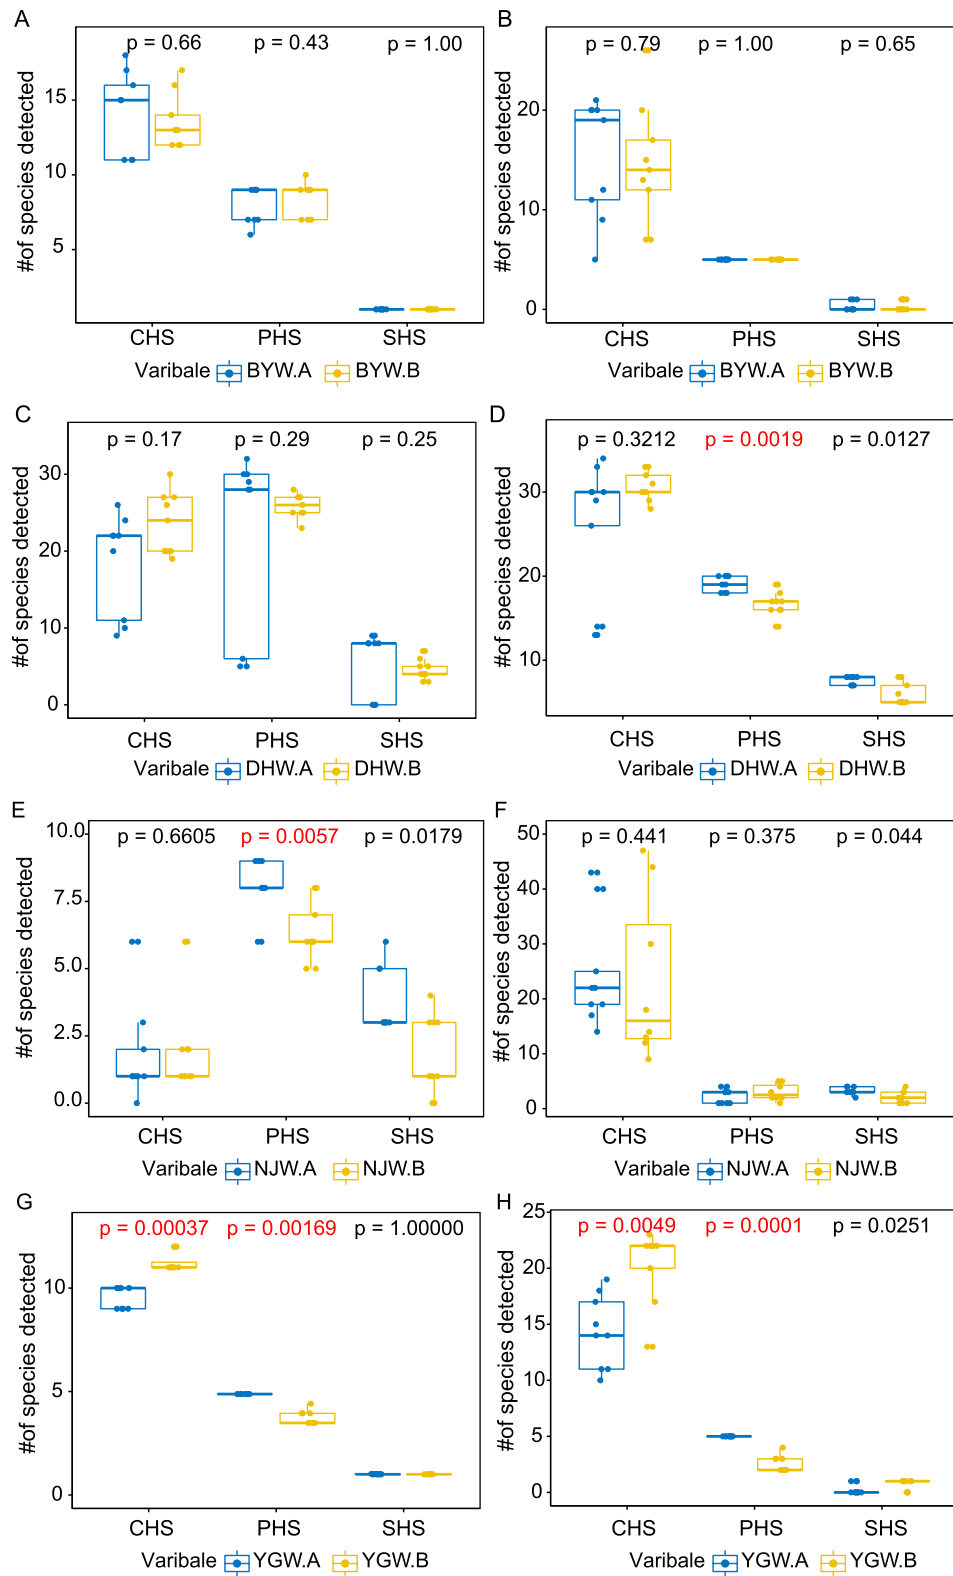 A
p = 0.66 p = 0.43 p = 1.00
#of species detected
15
10
5
CHS PHS SHS
Varibale BYW.A BYW.B
B
p = 0.79 p = 1.00 p = 0.65
#of species detected
20
10
0
CHS PHS SHS
Varibale BYW.A BYW.B
C
p = 0.17 p = 0.29 p = 0.25
#of species detected
30
20
10
0
CHS PHS SHS
Varibale DHW.A DHW.B
D
p = 0.3212 p = 0.0019 p = 0.0127
#of species detected
30
20
10
CHS PHS SHS
Varibale DHW.A DHW.B
E
p = 0.6605 p = 0.0057 p = 0.0179
#of species detected
10.0
7.5
5.0
2.5
0.0
CHS PHS SHS
Varibale NJW.A NJW.B
F
p = 0.441 p = 0.375 p = 0.044
#of species detected
50
40
30
20
10
0
CHS PHS SHS
Varibale NJW.A NJW.B
G
p = 0.00037 p = 0.00169 p = 1.00000
#of species detected
10
5
0
CHS PHS SHS
Varibale YGW.A YGW.B
H
p = 0.0049 p = 0.0001 p = 0.0251
#of species detected
25
20
15
10
5
0
CHS PHS SHS
Varibale YGW.A YGW.B